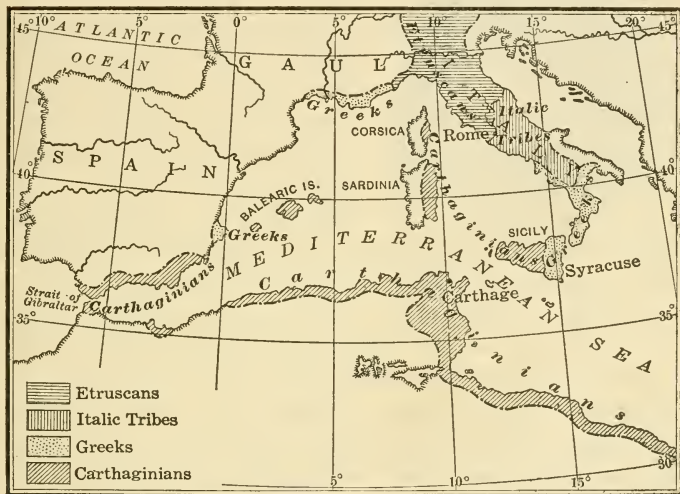 10° 5° 0° 5° 10° 15° 20°
45° 45°
ATLANTIC
OCEAN
GAUL
Etruscans
ITALY
Greeks
Italic
Tribes
CORSICA
Rome
SPAIN
40° 40°
BALEARIC IS.
SARDINIA
Carthaginians
Greeks
Greeks
SICILY
MEDITERRANEAN SEA
Syracuse
Carthaginians
Strait of
Gibraltar
Carthaginians
Carthage
35° 35°
Etruscans
Italic Tribes
Greeks
Carthaginians
30°
5° 10° 15°